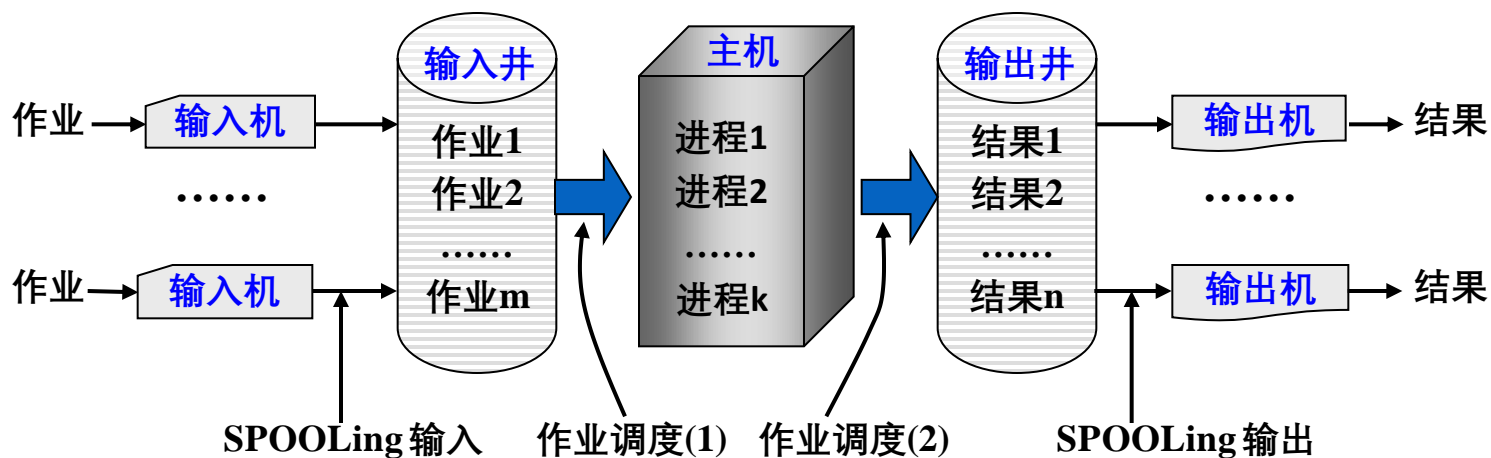 作业
输入机
……
作业
输入机
输入井
作业1
作业2
……
作业m
主机
进程1
进程2
……
进程k
输出井
结果1
结果2
……
结果n
输出机
结果
……
输出机
结果
SPOOLing 输入
作业调度(1)
作业调度(2)
SPOOLing 输出